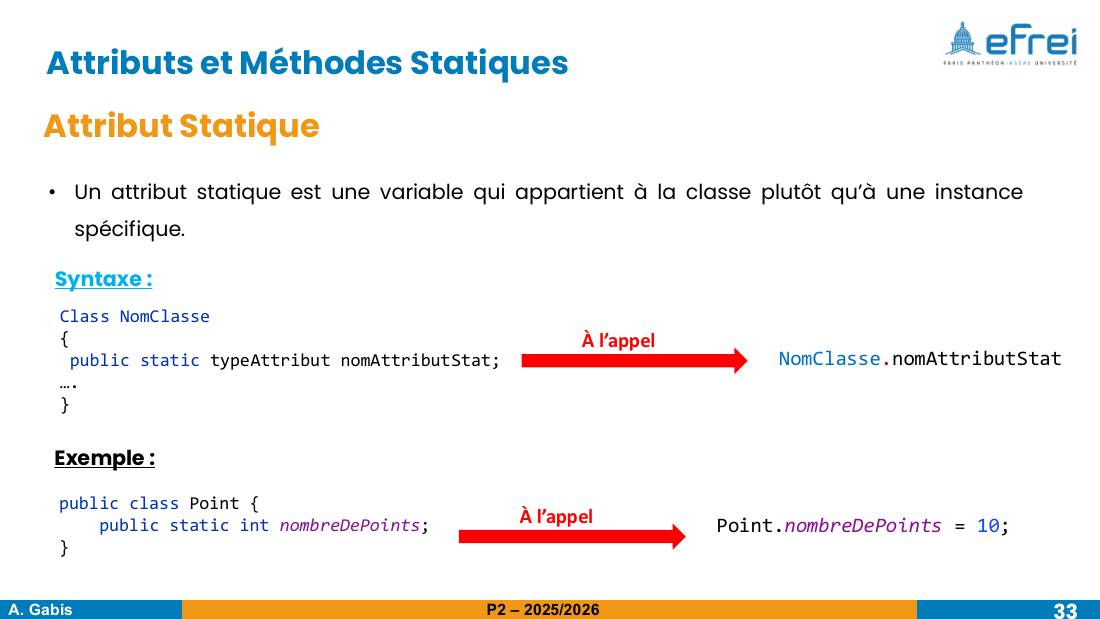 efrei
PARIS PANTHÉON-ASSAS UNIVERSITÉ
Attributs et Méthodes Statiques
Attribut Statique
• Un attribut statique est une variable qui appartient à la classe plutôt qu’à une instance
spécifique.
Syntaxe :
Class NomClasse
{
public static typeAttribut nomAttributStat;
….
}
À l’appel
NomClasse.nomAttributStat
Exemple :
public class Point {
public static int nombreDePoints;
}
À l’appel
Point.nombreDePoints = 10;
A. Gabis
P2 – 2025/2026
33